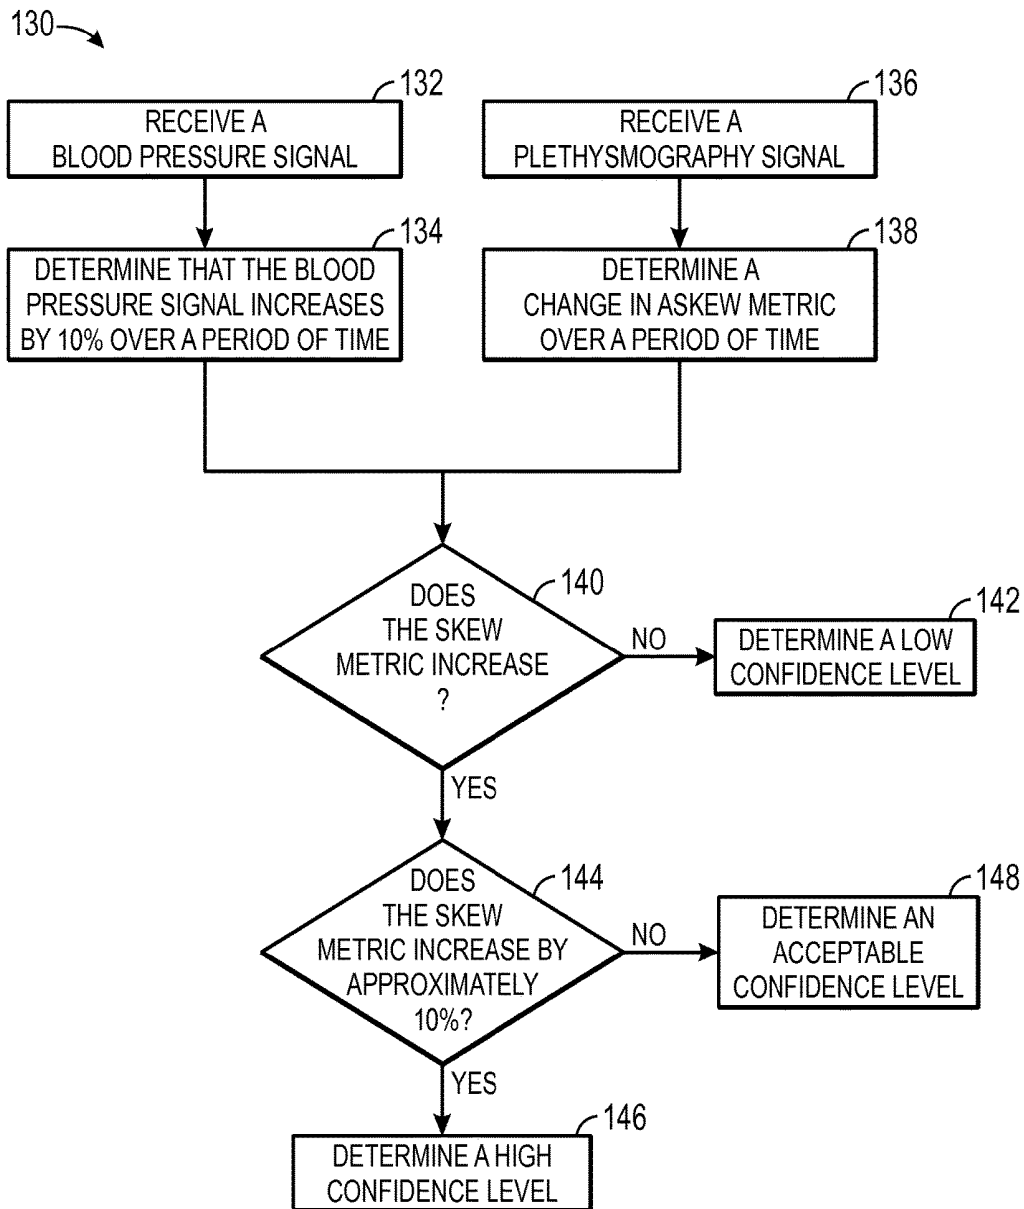 130
132
RECEIVE A
BLOOD PRESSURE SIGNAL
136
RECEIVE A
PLETHYSMOGRAPHY SIGNAL
134
DETERMINE THAT THE BLOOD
PRESSURE SIGNAL INCREASES
BY 10% OVER A PERIOD OF TIME
138
DETERMINE A
CHANGE IN ASKEW METRIC
OVER A PERIOD OF TIME
140
DOES
THE SKEW
METRIC INCREASE
?
NO
142
DETERMINE A LOW
CONFIDENCE LEVEL
YES
144
DOES
THE SKEW
METRIC INCREASE BY
APPROXIMATELY
10%?
NO
148
DETERMINE AN
ACCEPTABLE
CONFIDENCE LEVEL
YES
146
DETERMINE A HIGH
CONFIDENCE LEVEL